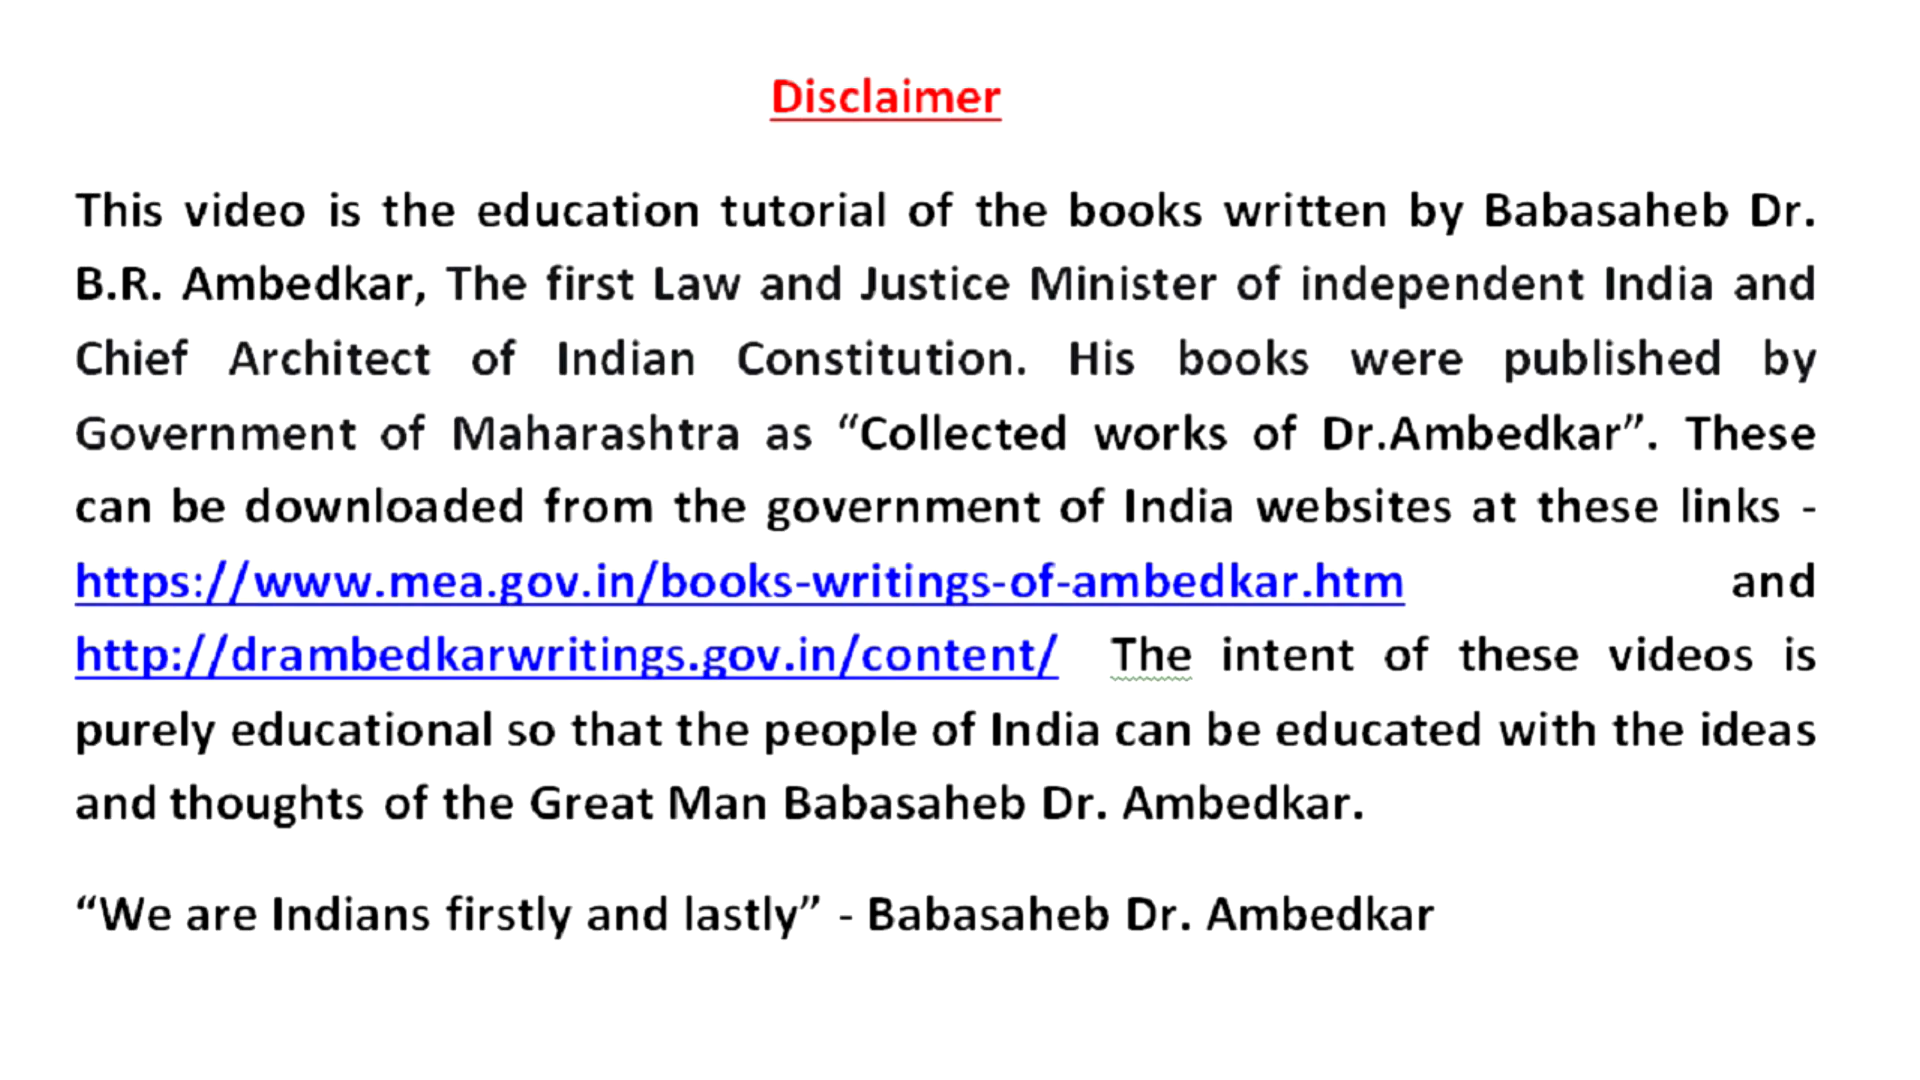 Disclaimer
This video is the education tutorial of the books written by Babasaheb Dr.
B.R. Ambedkar, The first Law and Justice Minister of independent India and
Chief Architect of Indian Constitution. His books were published by
Government of Maharashtra as “Collected works of Dr.Ambedkar”. These
can be downloaded from the government of India websites at these links -
https://www.mea.gov.in/books-writings-of-ambedkar.htm and
http://drambedkarwritings.gov.in/content/ The intent of these videos is
purely educational so that the people of India can be educated with the ideas
and thoughts of the Great Man Babasaheb Dr. Ambedkar.
“We are Indians firstly and lastly” - Babasaheb Dr. Ambedkar